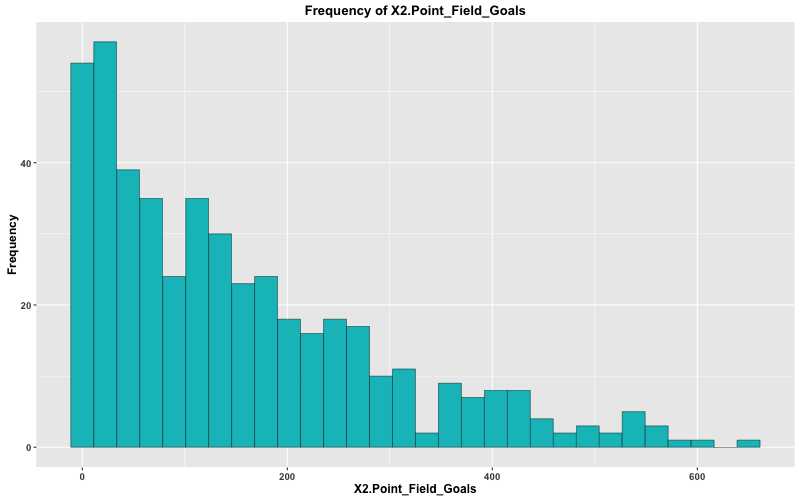 Frequency of X2.Point_Field_Goals
Frequency
40
20
0
0 200 400 600
X2.Point_Field_Goals